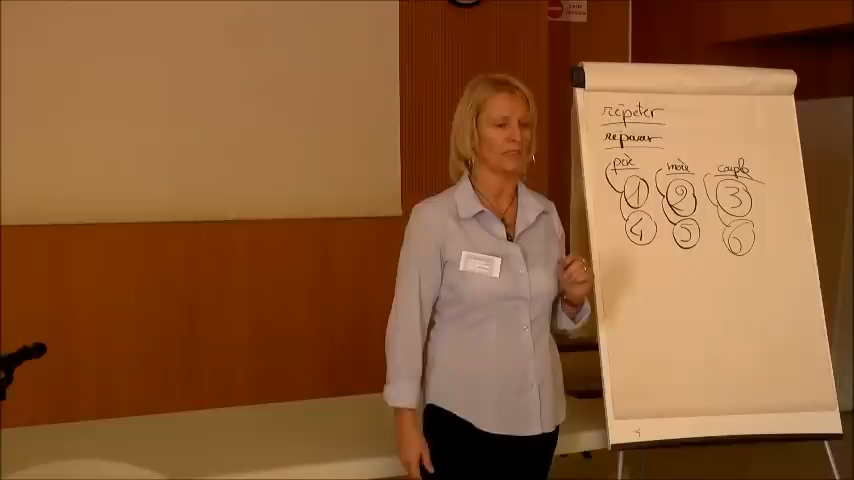 répéter
réparer
père mère couple
1 2 3
4 5 6